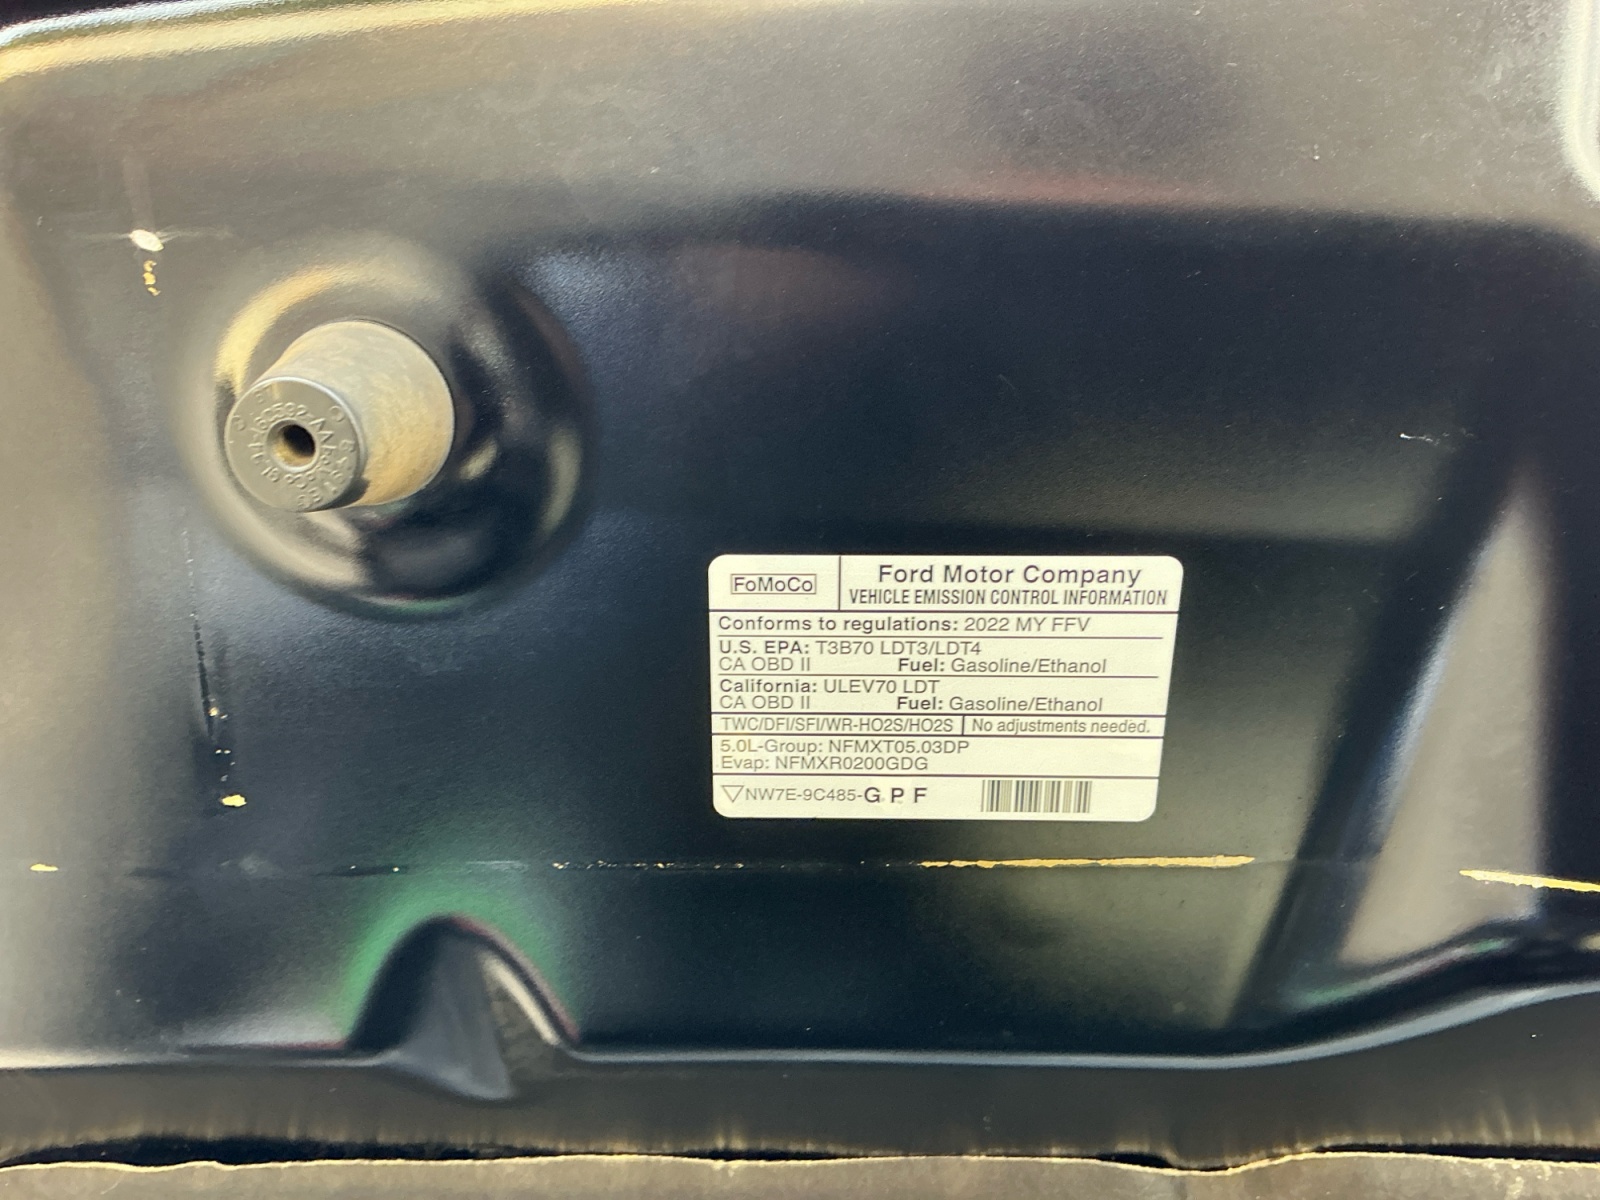 FoMoCo
Ford Motor Company
VEHICLE EMISSION CONTROL INFORMATION
Conforms to regulations: 2022 MY FFV
U.S. EPA: T3B70 LDT3/LDT4
CA OBD II Fuel: Gasoline/Ethanol
California: ULEV70 LDT
CA OBD II Fuel: Gasoline/Ethanol
TWC/DFI/SFI/WR-HO2S/HO2S No adjustments needed.
5.0L-Group: NFMXT05.03DP
Evap: NFMXR0200GDG
NW7E-9C485-G P F